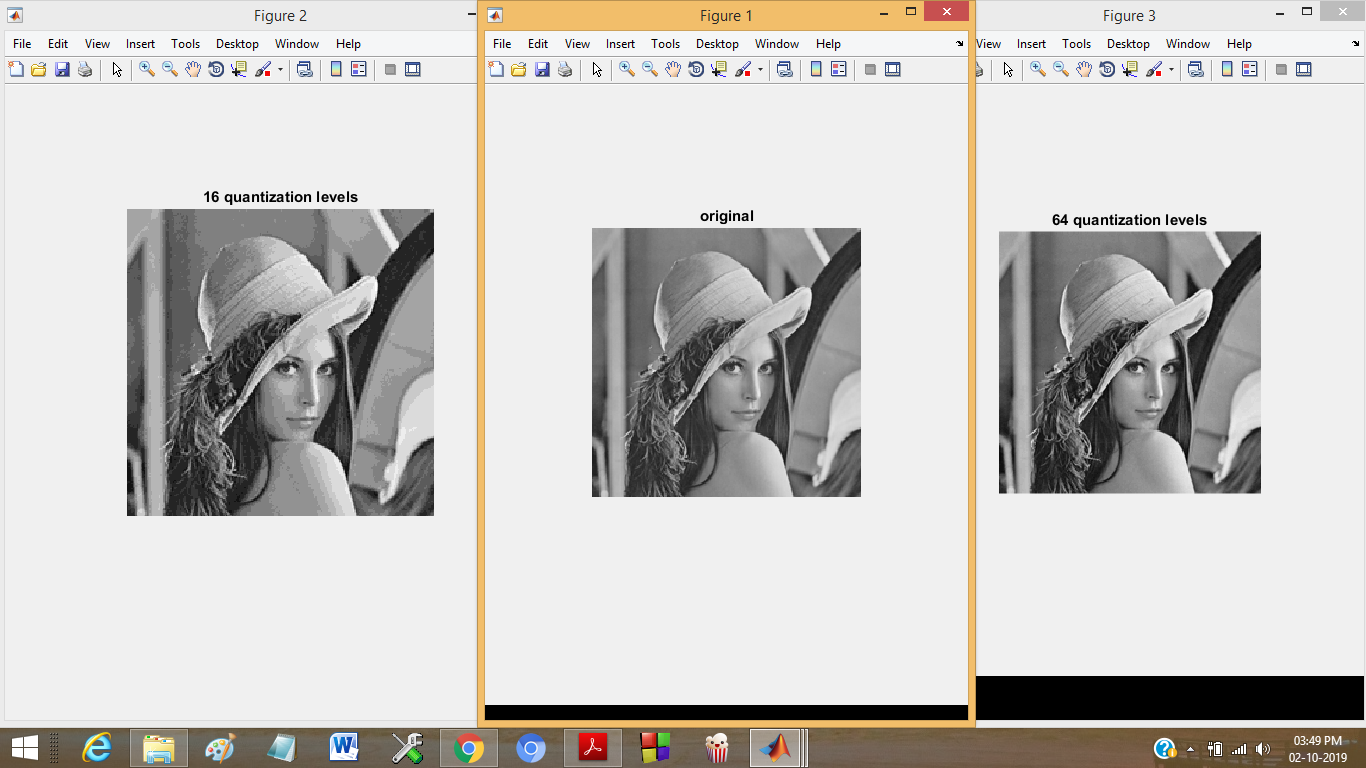 Figure 2
File Edit View Insert Tools Desktop Window Help
16 quantization levels
Figure 1
File Edit View Insert Tools Desktop Window Help
original
Figure 3
View Insert Tools Desktop Window Help
64 quantization levels
03:49 PM
02-10-2019